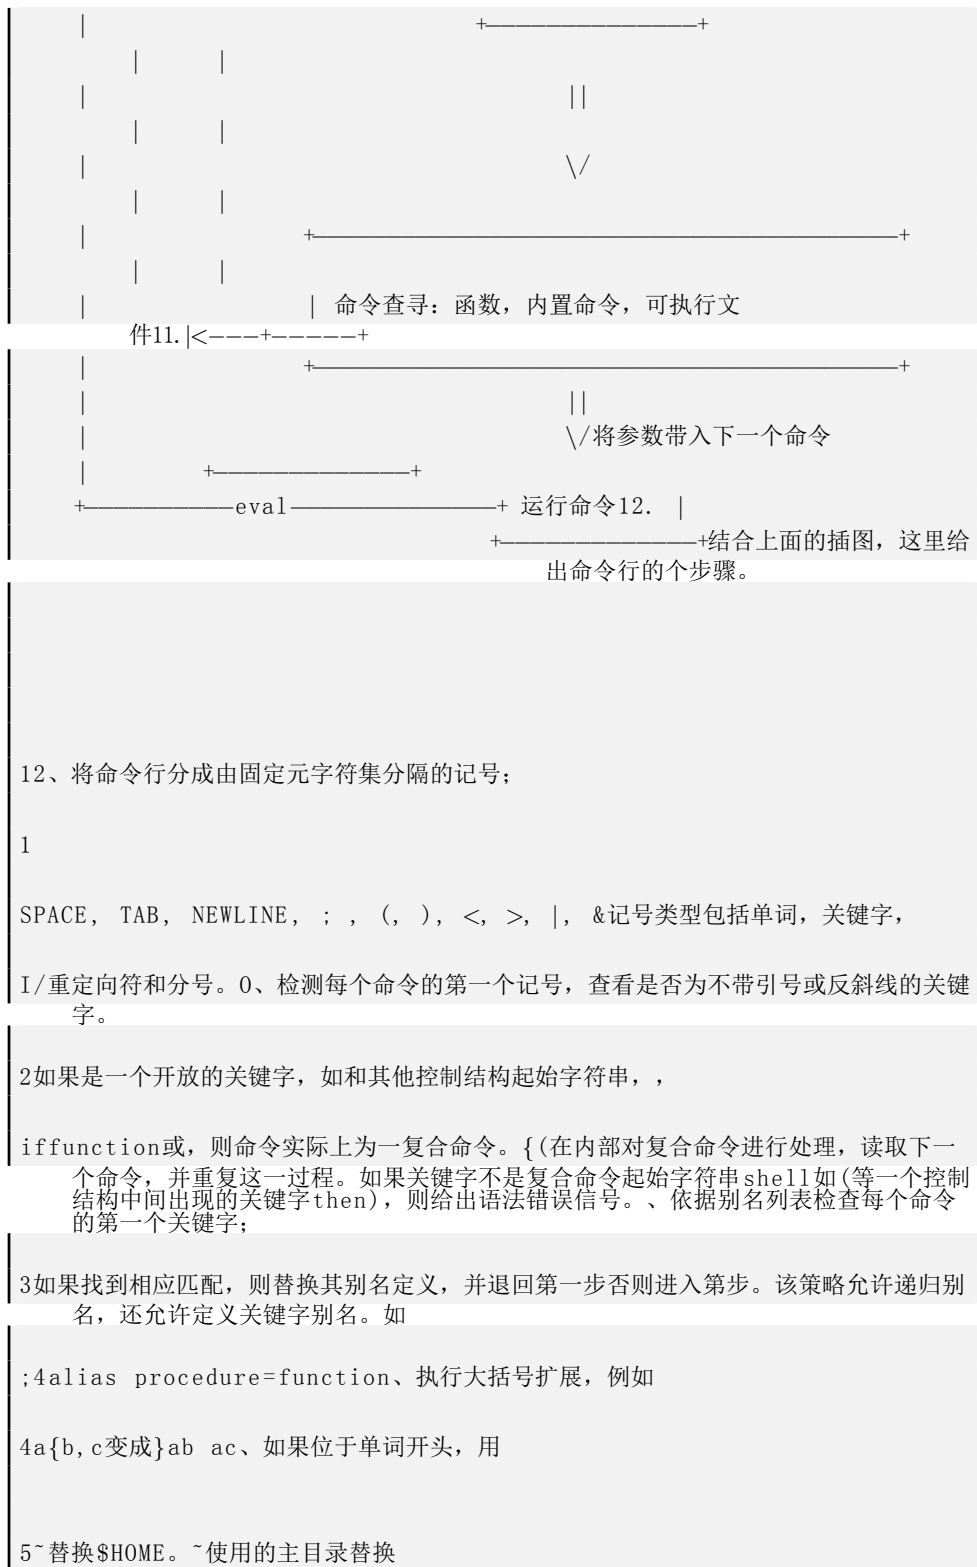 | +——————————————+
| |
| ||
| |
| \/
| |
| +———————————————————————————————————————+
| |
| | 命令查寻：函数，内置命令，可执行文
件11.|<———+—————+
| +———————————————————————————————————————+
| ||
| \/将参数带入下一个命令
| +—————————————+
+——————————eval——————————————+ 运行命令12. |
+—————————————+结合上面的插图，这里给
出命令行的个步骤。
12、将命令行分成由固定元字符集分隔的记号；
1
SPACE, TAB, NEWLINE, ; , (, ), <, >, |, &记号类型包括单词，关键字，
I/重定向符和分号。O、检测每个命令的第一个记号，查看是否为不带引号或反斜线的关键
字。
2如果是一个开放的关键字，如和其他控制结构起始字符串，，
iffunction或，则命令实际上为一复合命令。{(在内部对复合命令进行处理，读取下一
个命令，并重复这一过程。如果关键字不是复合命令起始字符串shell如(等一个控制
结构中间出现的关键字then)，则给出语法错误信号。、依据别名列表检查每个命令
的第一个关键字；
3如果找到相应匹配，则替换其别名定义，并退回第一步否则进入第步。该策略允许递归别
名，还允许定义关键字别名。如
;4alias procedure=function、执行大括号扩展，例如
4a{b,c变成}ab ac、如果位于单词开头，用
5~替换$HOME。~使用的主目录替换